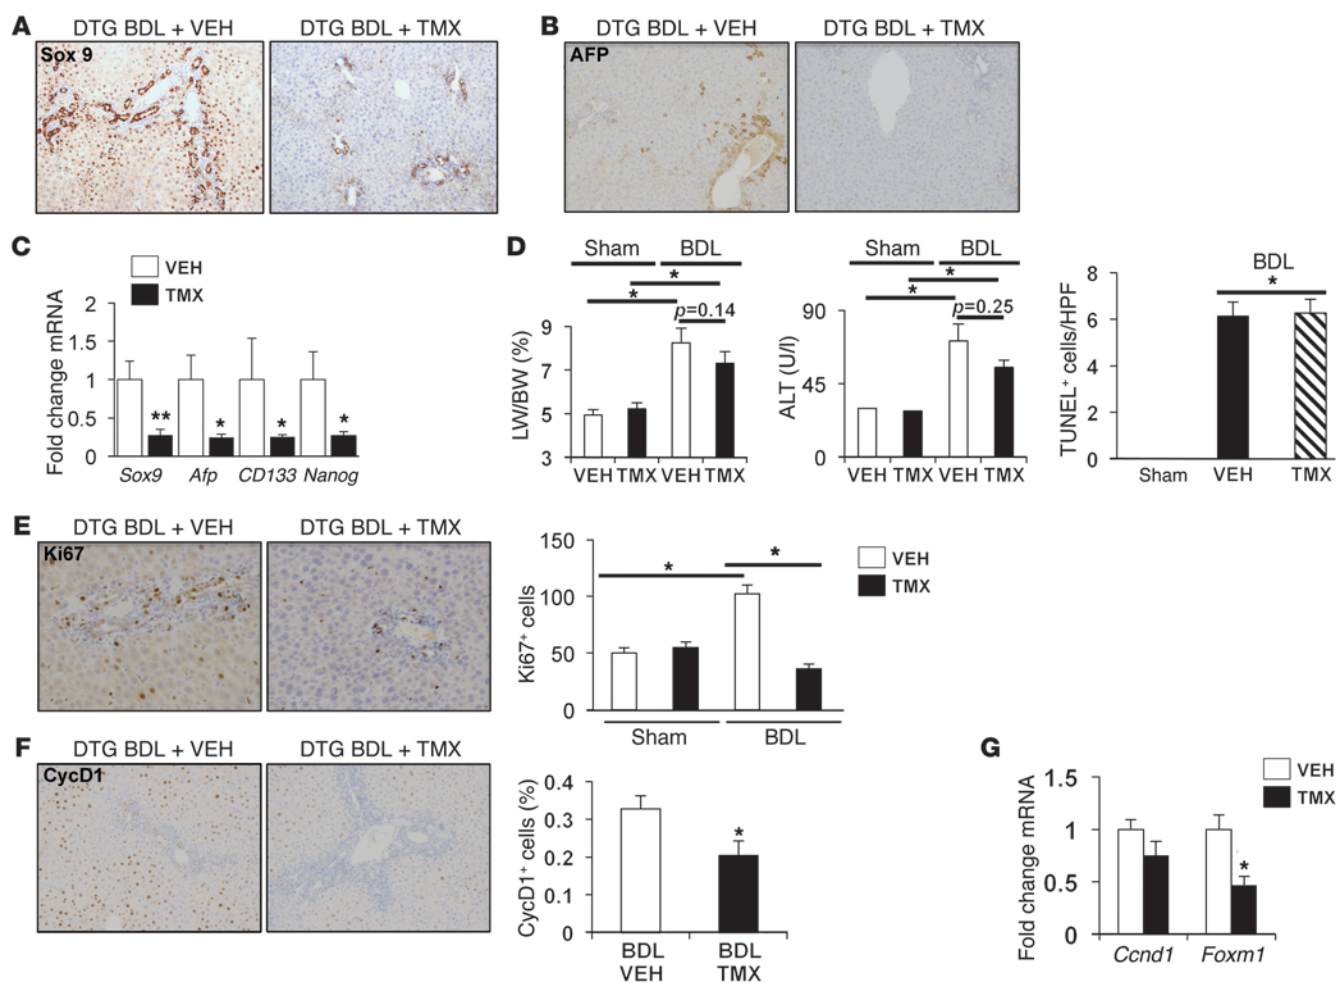 A
DTG BDL + VEH
DTG BDL + TMX
Sox 9
B
DTG BDL + VEH
DTG BDL + TMX
AFP
C
VEH
TMX
Fold change mRNA
2
1.5
1
0.5
0
**
*
*
*
Sox9 Afp CD133 Nanog
D
Sham BDL
*
*
p=0.14
LW/BW (%)
9
7
5
3
VEH TMX VEH TMX
Sham BDL
*
*
p=0.25
ALT (U/l)
90
45
0
VEH TMX VEH TMX
BDL
*
TUNEL+ cells/HPF
8
6
4
2
0
Sham VEH TMX
E
DTG BDL + VEH
DTG BDL + TMX
Ki67
Ki67+ cells
150
100
50
0
*
*
VEH
TMX
Sham BDL
F
DTG BDL + VEH
DTG BDL + TMX
CycD1
CycD1+ cells (%)
0.4
0.3
0.2
0.1
0
*
BDL BDL
VEH TMX
G
VEH
TMX
Fold change mRNA
1.5
1
0.5
0
*
Ccnd1 Foxm1